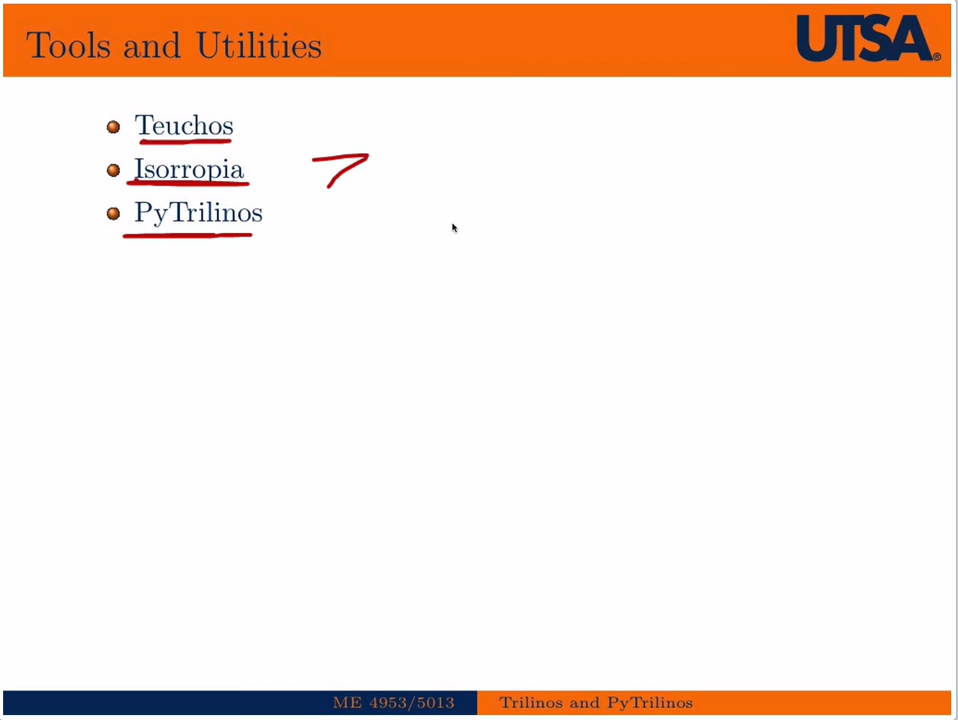 Tools and Utilities
UTSA®
Teuchos
Isorropia
PyTrilinos
ME 4953/5013
Trilinos and PyTrilinos